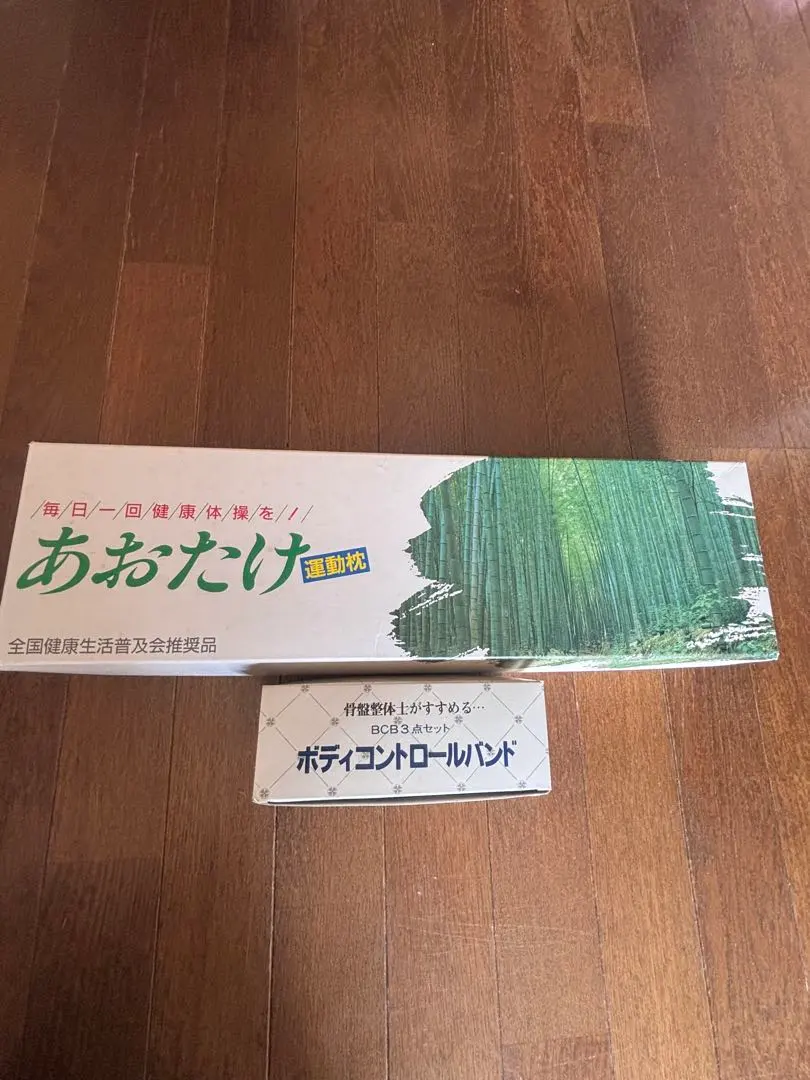 毎日一回健康体操を!
あおたけ 運動枕
全国健康生活普及会推奨品
骨盤整体士がすすめる…
BCB3点セット
ボディコントロールバンド